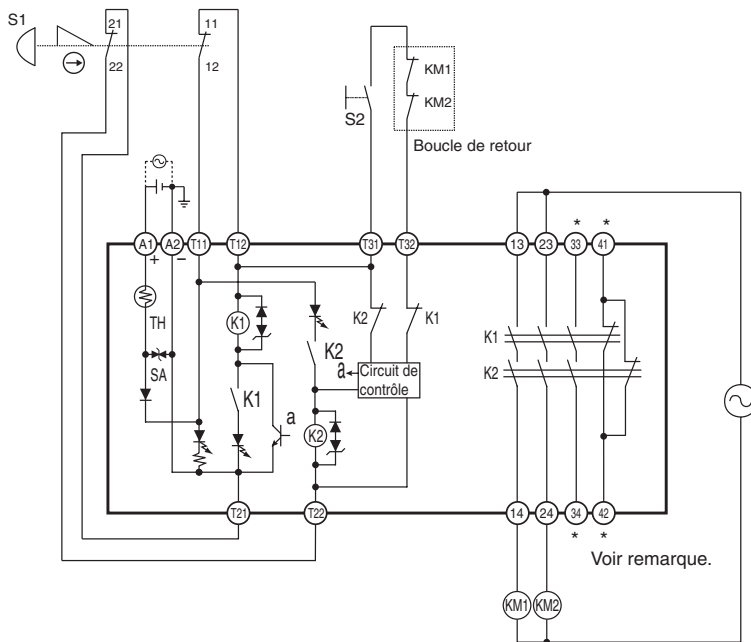 S1
21
22
11
12
S2
KM1
KM2
Boucle de retour
A1
A2
T11
T12
T31
T32
13
23
*
33
*
41
+
−
TH
SA
K1
K1
a
K2
K2
K2
K1
a
Circuit de
contrôle
K1
K2
T21
T22
14
24
34
42
*
*
Voir remarque.
KM1
KM2